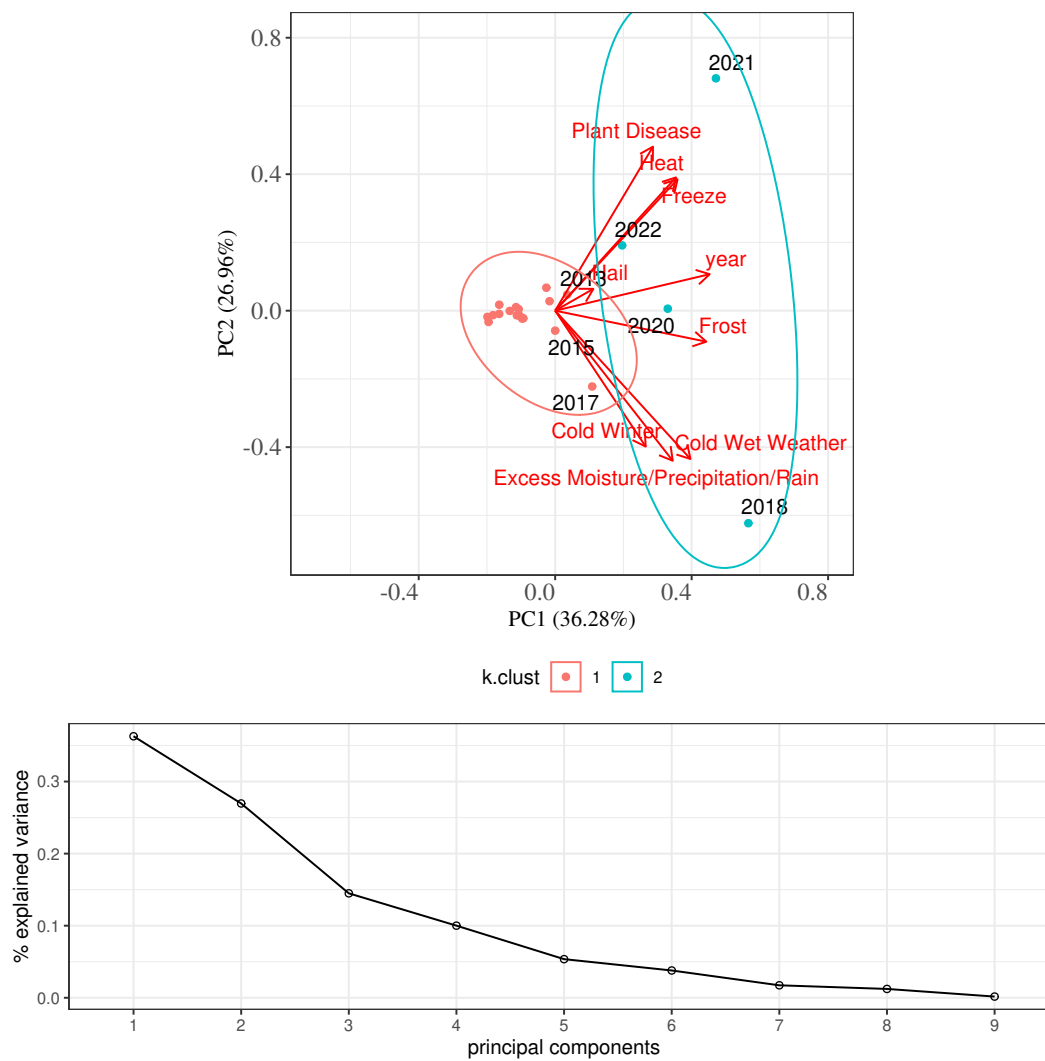 0.8
2021
Plant Disease
Heat
0.4
Freeze
2022
year
Hail
2013
PC2 (26.96%)
0.0
2020
Frost
2015
2017
Cold Winter
Cold Wet Weather
-0.4
Excess Moisture/Precipitation/Rain
2018
-0.4 0.0 0.4 0.8
PC1 (36.28%)
k.clust 1 2
% explained variance
0.3
0.2
0.1
0.0
1 2 3 4 5 6 7 8 9
principal components